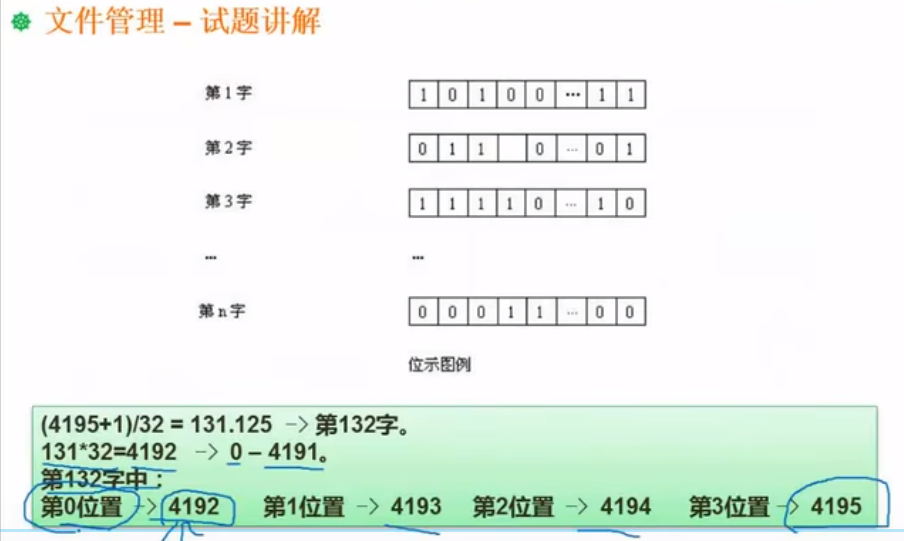 文件管理 – 试题讲解
第1字 1 0 1 0 0 … 1 1
第2字 0 1 1 0 … 0 1
第3字 1 1 1 1 0 … 1 0
… …
第n字 0 0 0 1 1 … 0 0
位示图例
(4195+1)/32 = 131.125 –> 第132字。
131*32=4192 –> 0 – 4191。
第132字中：
第0位置 –> 4192 第1位置 –> 4193 第2位置 –> 4194 第3位置 –> 4195